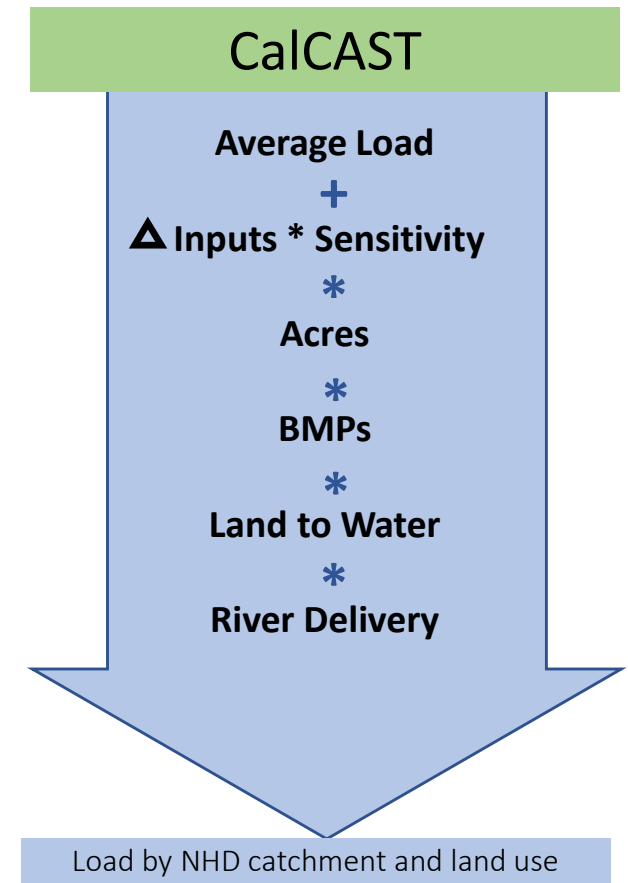 CalCAST
Average Load
+
Δ Inputs * Sensitivity
*
Acres
*
BMPs
*
Land to Water
*
River Delivery
Load by NHD catchment and land use